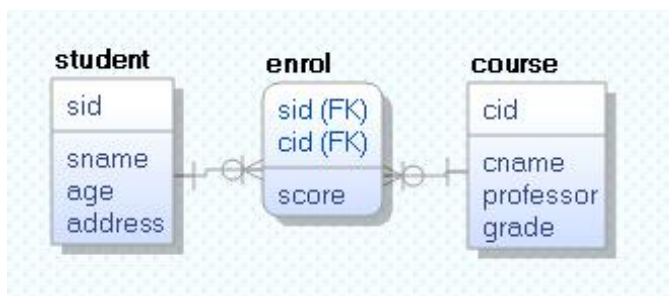 student
sid
sname
age
address
enrol
sid (FK)
cid (FK)
score
course
cid
cname
professor
grade